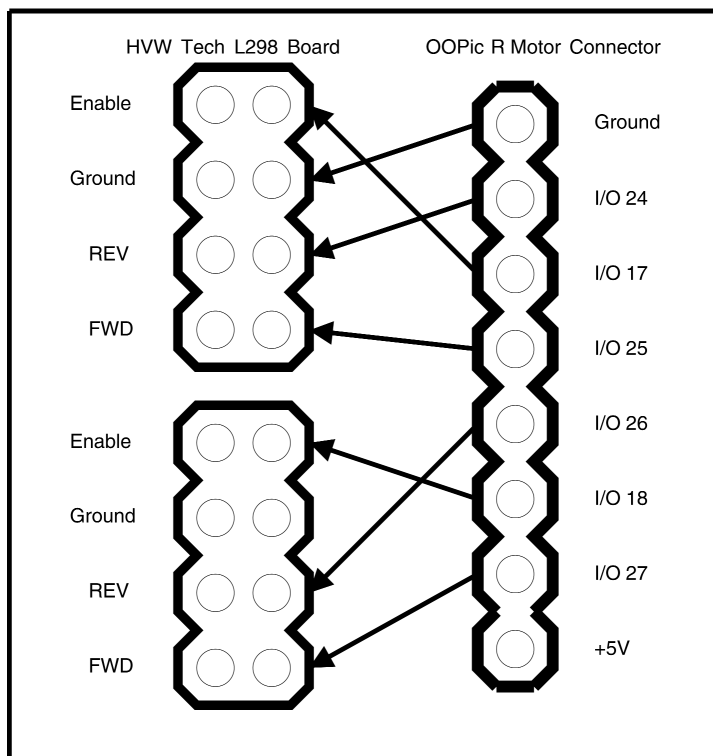 HVW Tech L298 Board
OOPic R Motor Connector
Enable
Ground
REV
FWD
Enable
Ground
REV
FWD
Ground
I/O 24
I/O 17
I/O 25
I/O 26
I/O 18
I/O 27
+5V